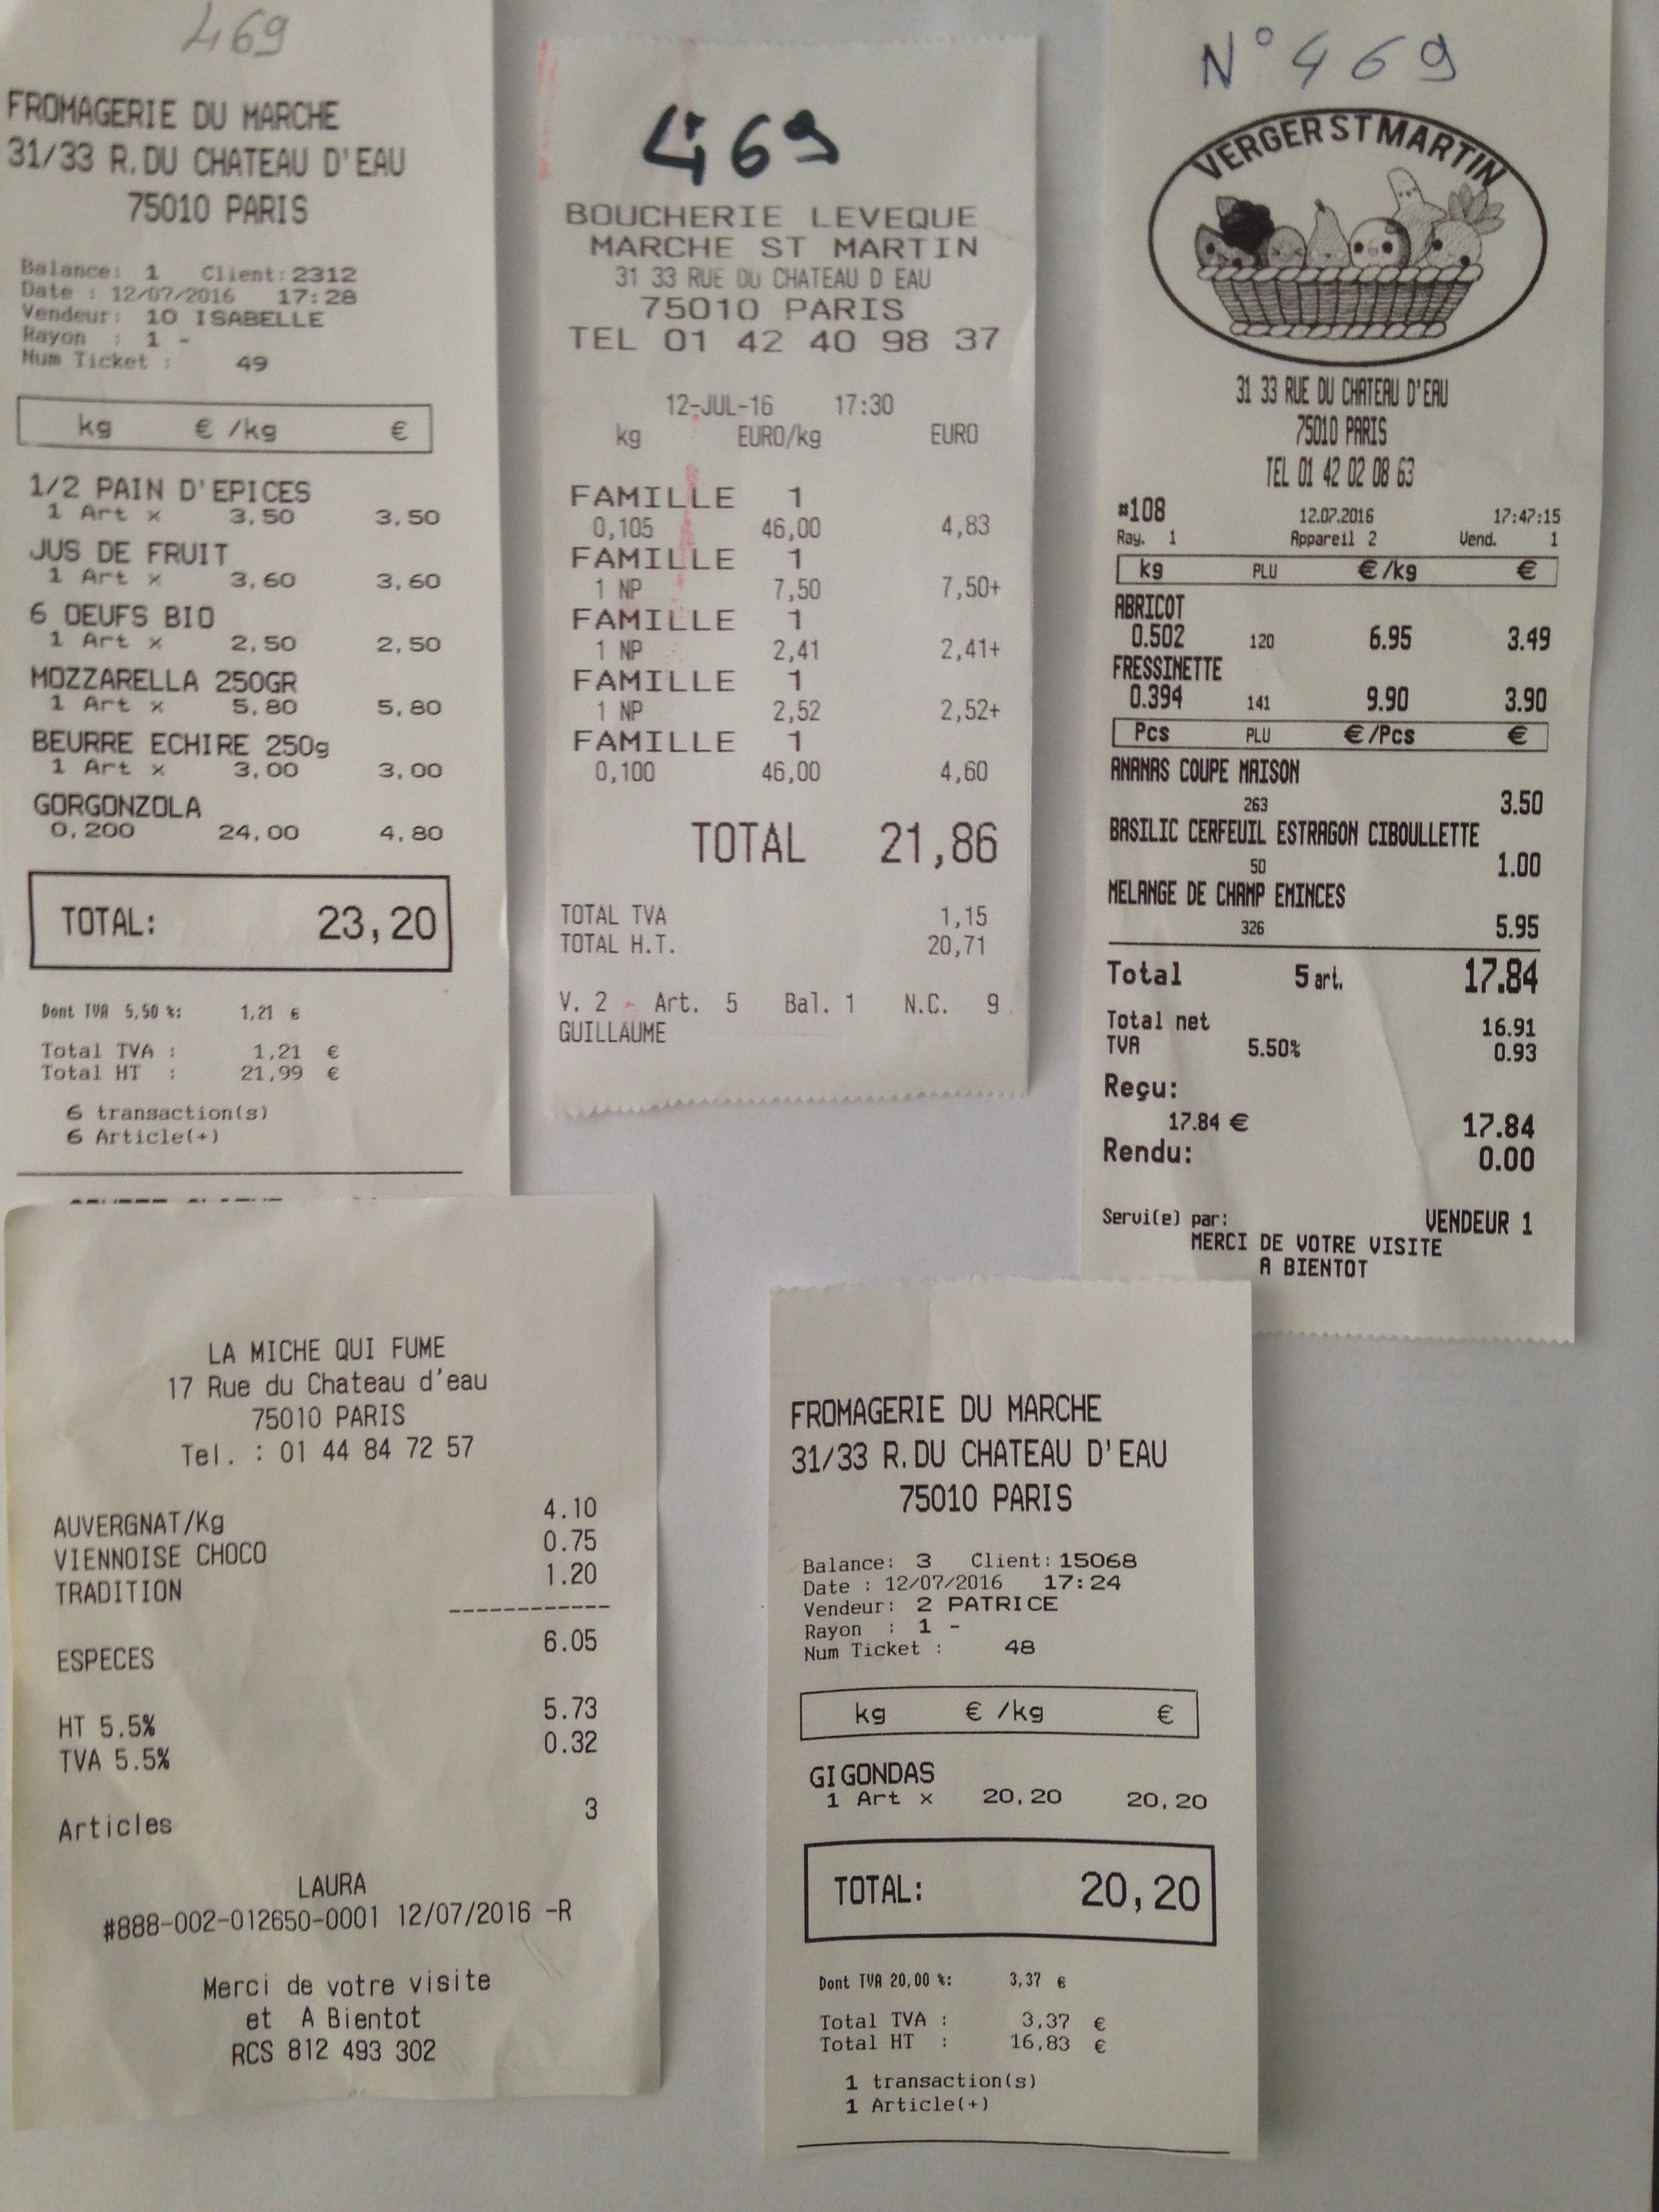 469
FROMAGERIE DU MARCHE
31/33 R.DU CHATEAU D'EAU
75010 PARIS
Balance: 1 Client: 2312
Date : 12/07/2016 17:28
Vendeur: 10 ISABELLE
Rayon : 1 -
Num Ticket : 49
kg € /kg €
1/2 PAIN D'EPICES
1 Art x 3,50 3,50
JUS DE FRUIT
1 Art x 3,60 3,60
6 OEUFS BIO
1 Art x 2,50 2,50
MOZZARELLA 250GR
1 Art x 5,80 5,80
BEURRE ECHIRE 250g
1 Art x 3,00 3,00
GORGONZOLA
0,200 24,00 4,80
TOTAL: 23,20
Dont TVA 5,50 %: 1,21 €
Total TVA : 1,21 €
Total HT : 21,99 €
6 transaction(s)
6 Article(+)
469
BOUCHERIE LEVEQUE
MARCHE ST MARTIN
31 33 RUE DU CHATEAU D EAU
75010 PARIS
TEL 01 42 40 98 37
12-JUL-16 17:30
kg EURO/kg EURO
FAMILLE 1
0,105 46,00 4,83
FAMILLE 1
1 NP 7,50 7,50+
FAMILLE 1
1 NP 2,41 2,41+
FAMILLE 1
1 NP 2,52 2,52+
FAMILLE 1
0,100 46,00 4,60
TOTAL 21,86
TOTAL TVA 1,15
TOTAL H.T. 20,71
V. 2 Art. 5 Bal. 1 N.C. 9
GUILLAUME
N° 469
VERGER ST MARTIN
31 33 RUE DU CHATEAU D'EAU
75010 PARIS
TEL 01 42 02 08 63
#108 12.07.2016 17:47:15
Ray. 1 Appareil 2 Vend. 1
kg PLU €/kg €
ABRICOT
0.502 120 6.95 3.49
FRESSINETTE
0.394 141 9.90 3.90
Pcs PLU €/Pcs €
ANANAS COUPE MAISON
263 3.50
BASILIC CERFEUIL ESTRAGON CIBOULLETTE
50 1.00
MELANGE DE CHAMP EMINCES
326 5.95
Total 5 art. 17.84
Total net 16.91
TVA 5.50% 0.93
Reçu:
17.84 € 17.84
Rendu: 0.00
Servi(e) par: VENDEUR 1
MERCI DE VOTRE VISITE
A BIENTOT
LA MICHE QUI FUME
17 Rue du Chateau d'eau
75010 PARIS
Tel. : 01 44 84 72 57
AUVERGNAT/Kg 4.10
VIENNOISE CHOCO 0.75
TRADITION 1.20
------------
ESPECES 6.05
HT 5.5% 5.73
TVA 5.5% 0.32
Articles 3
LAURA
#888-002-012650-0001 12/07/2016 -R
Merci de votre visite
et A Bientot
RCS 812 493 302
FROMAGERIE DU MARCHE
31/33 R.DU CHATEAU D'EAU
75010 PARIS
Balance: 3 Client: 15068
Date : 12/07/2016 17:24
Vendeur: 2 PATRICE
Rayon : 1 -
Num Ticket : 48
kg € /kg €
GIGONDAS
1 Art x 20,20 20,20
TOTAL: 20,20
Dont TVA 20,00 %: 3,37 €
Total TVA : 3,37 €
Total HT : 16,83 €
1 transaction(s)
1 Article(+)